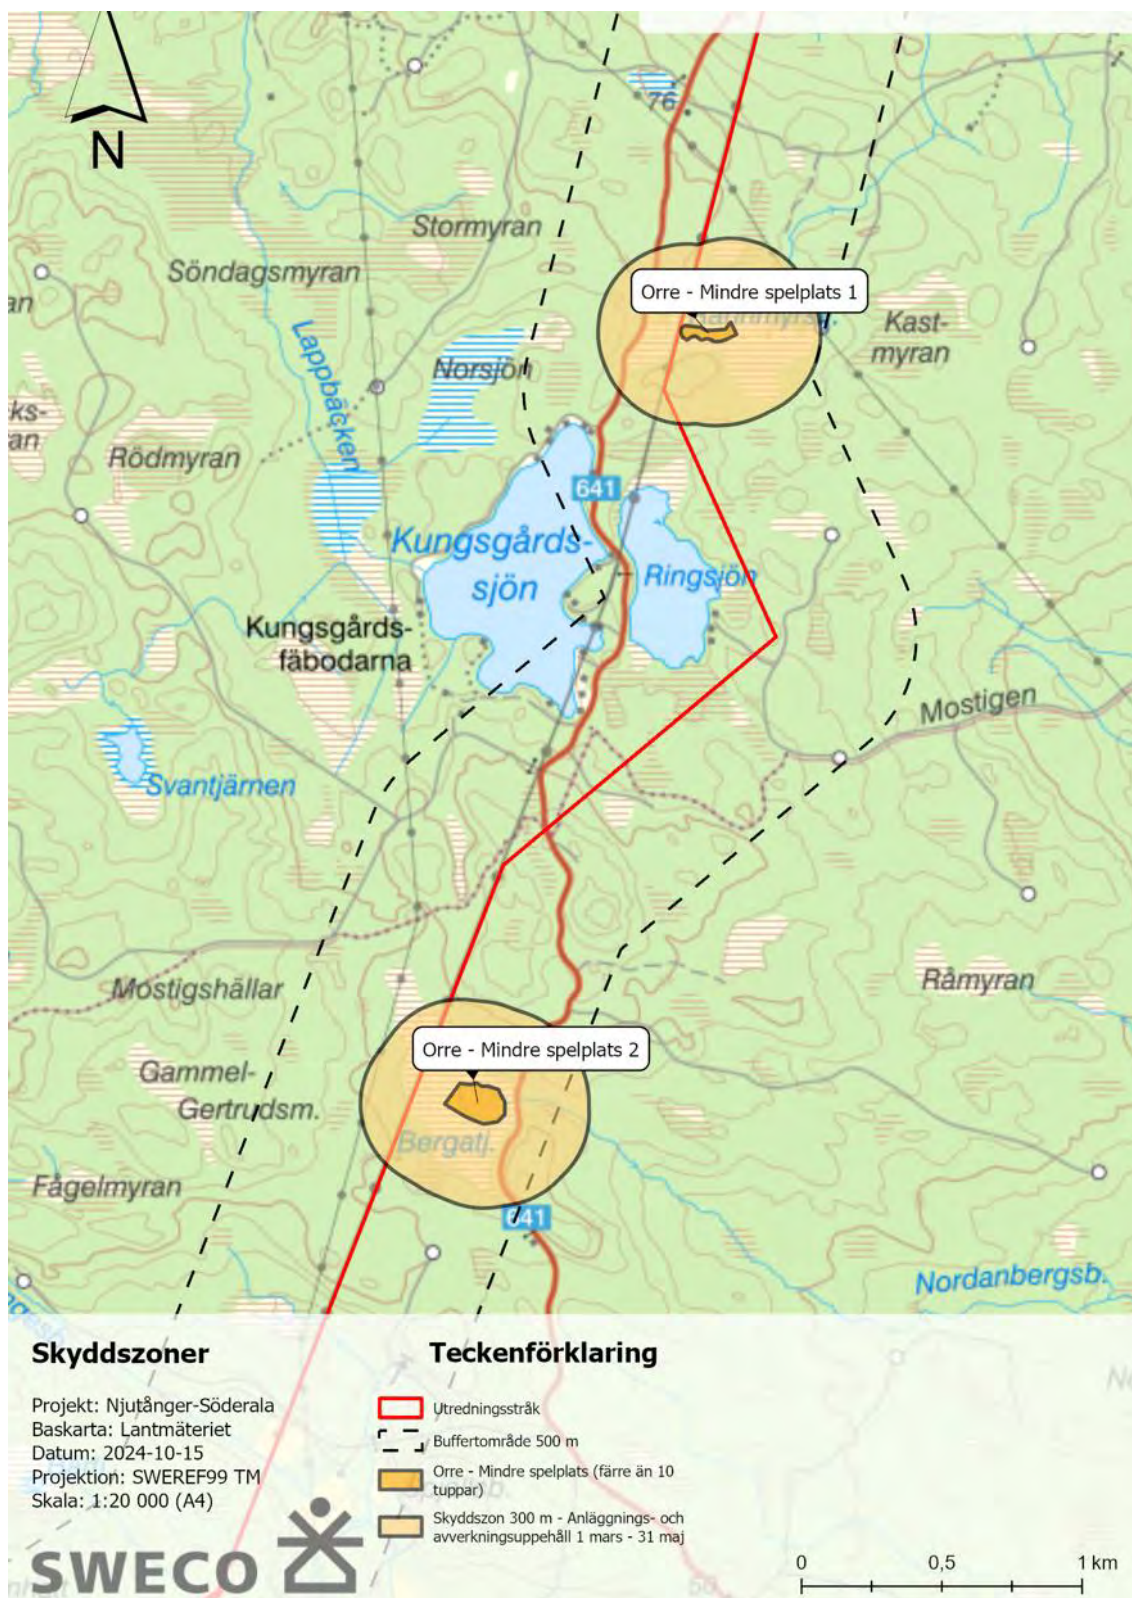 N
76
Stormyran
Söndagsmyran
Orre - Mindre spelplats 1
Kast-
myran
Lappbäcken
Norsjön
an
ks-
an
Rödmyran
641
Kungsgårds-
sjön
Ringsjön
Kungsgårds-
fäbodarna
Mostigen
Svantjärnen
Mostigshällar
Råmyran
Orre - Mindre spelplats 2
Gammel-
Gertrudsm.
Bergatj.
Fågelmyran
641
Nordanbergsb.
Skyddszoner
Projekt: Njutånger-Söderala
Baskarta: Lantmäteriet
Datum: 2024-10-15
Projektion: SWEREF99 TM
Skala: 1:20 000 (A4)
SWECO
Teckenförklaring
Utredningsstråk
Buffertområde 500 m
Orre - Mindre spelplats (färre än 10
tuppar)
Skyddszon 300 m - Anläggnings- och
avverkningsuppehåll 1 mars - 31 maj
50
0 0,5 1 km